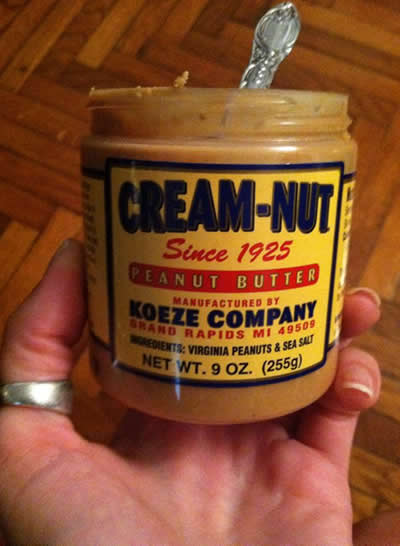 CREAM-NUT
Since 1925
PEANUT BUTTER
MANUFACTURED BY
KOEZE COMPANY
GRAND RAPIDS MI 49509
INGREDIENTS: VIRGINIA PEANUTS & SEA SALT
NET WT. 9 OZ. (255g)